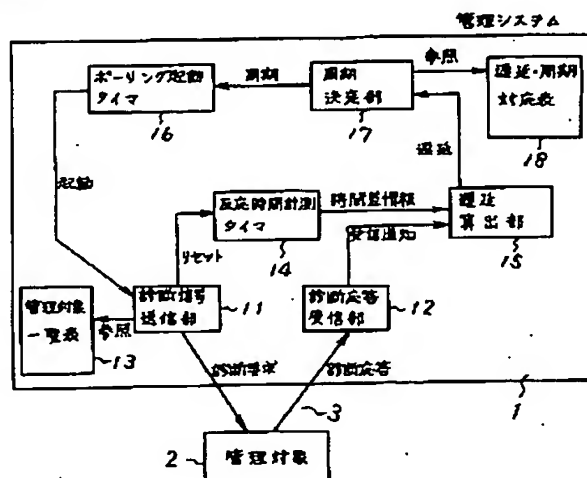 管理システム
ポーリング起動
タイマ
16
周期
周期
決定部
17
参照
遅延・周期
対応表
18
遅延
起動
反応時間計測
タイマ
14
時間監情報
受信通知
遅延
算出部
15
リセット
管理対象
一覧表
13
参照
診断信号
送信部
11
診断応答
受信部
12
診断要求
診断応答
3
1
2
管理対象